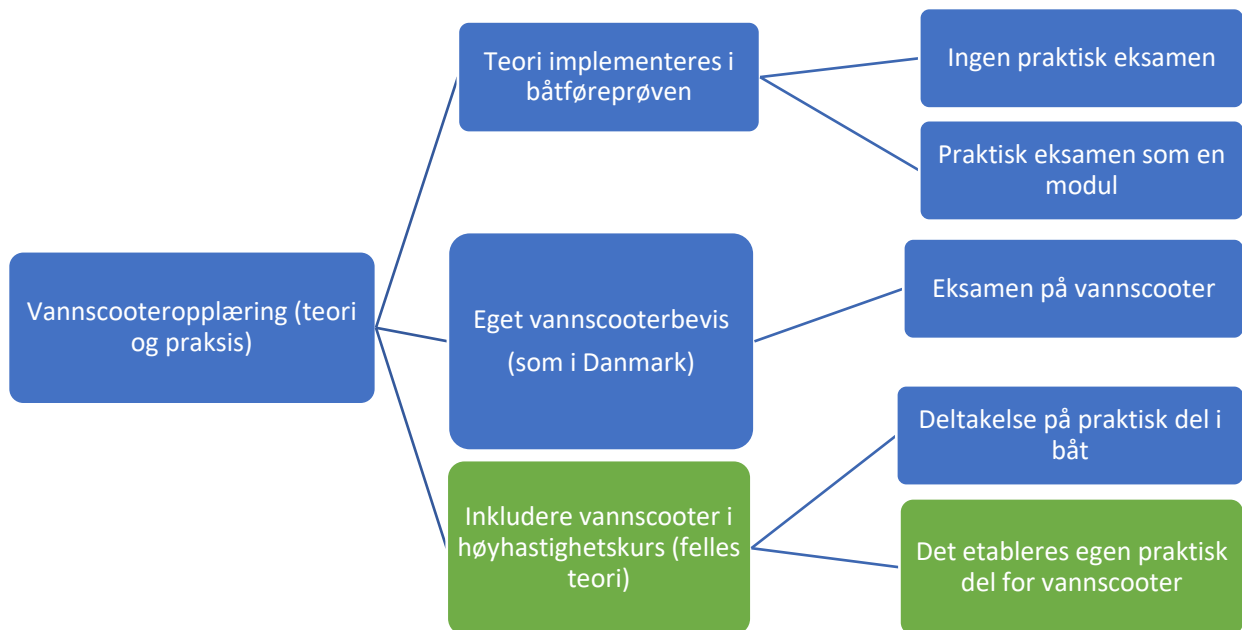 Teori implementeres i
båtføreprøven
Ingen praktisk eksamen
Praktisk eksamen som en
modul
Vannscooteropplæring (teori
og praksis)
Eget vannscooterbevis
(som i Danmark)
Eksamen på vannscooter
Inkludere vannscooter i
høyhastighetskurs (felles
teori)
Deltakelse på praktisk del i
båt
Det etableres egen praktisk
del for vannscooter